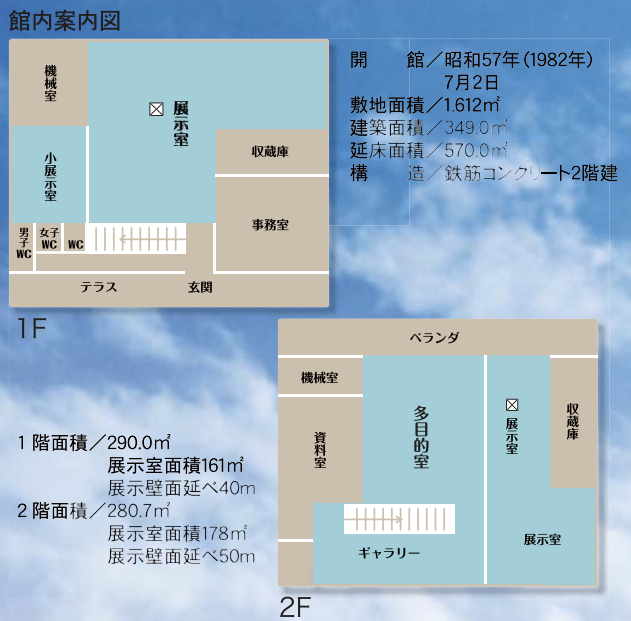 館内案内図
開　　館／昭和57年（1982年）
7月2日
敷地面積／1.612㎡
建築面積／349.0㎡
延床面積／570.0㎡
構　　造／鉄筋コンクリート2階建
機械室
展示室
小展示室
収蔵庫
事務室
男子WC
女子WC
WC
テラス
玄関
1F
ベランダ
機械室
多目的室
展示室
収蔵庫
資料室
ギャラリー
展示室
2F
1階面積／290.0㎡
展示室面積161㎡
展示壁面延べ40m
2階面積／280.7㎡
展示室面積178㎡
展示壁面延べ50m